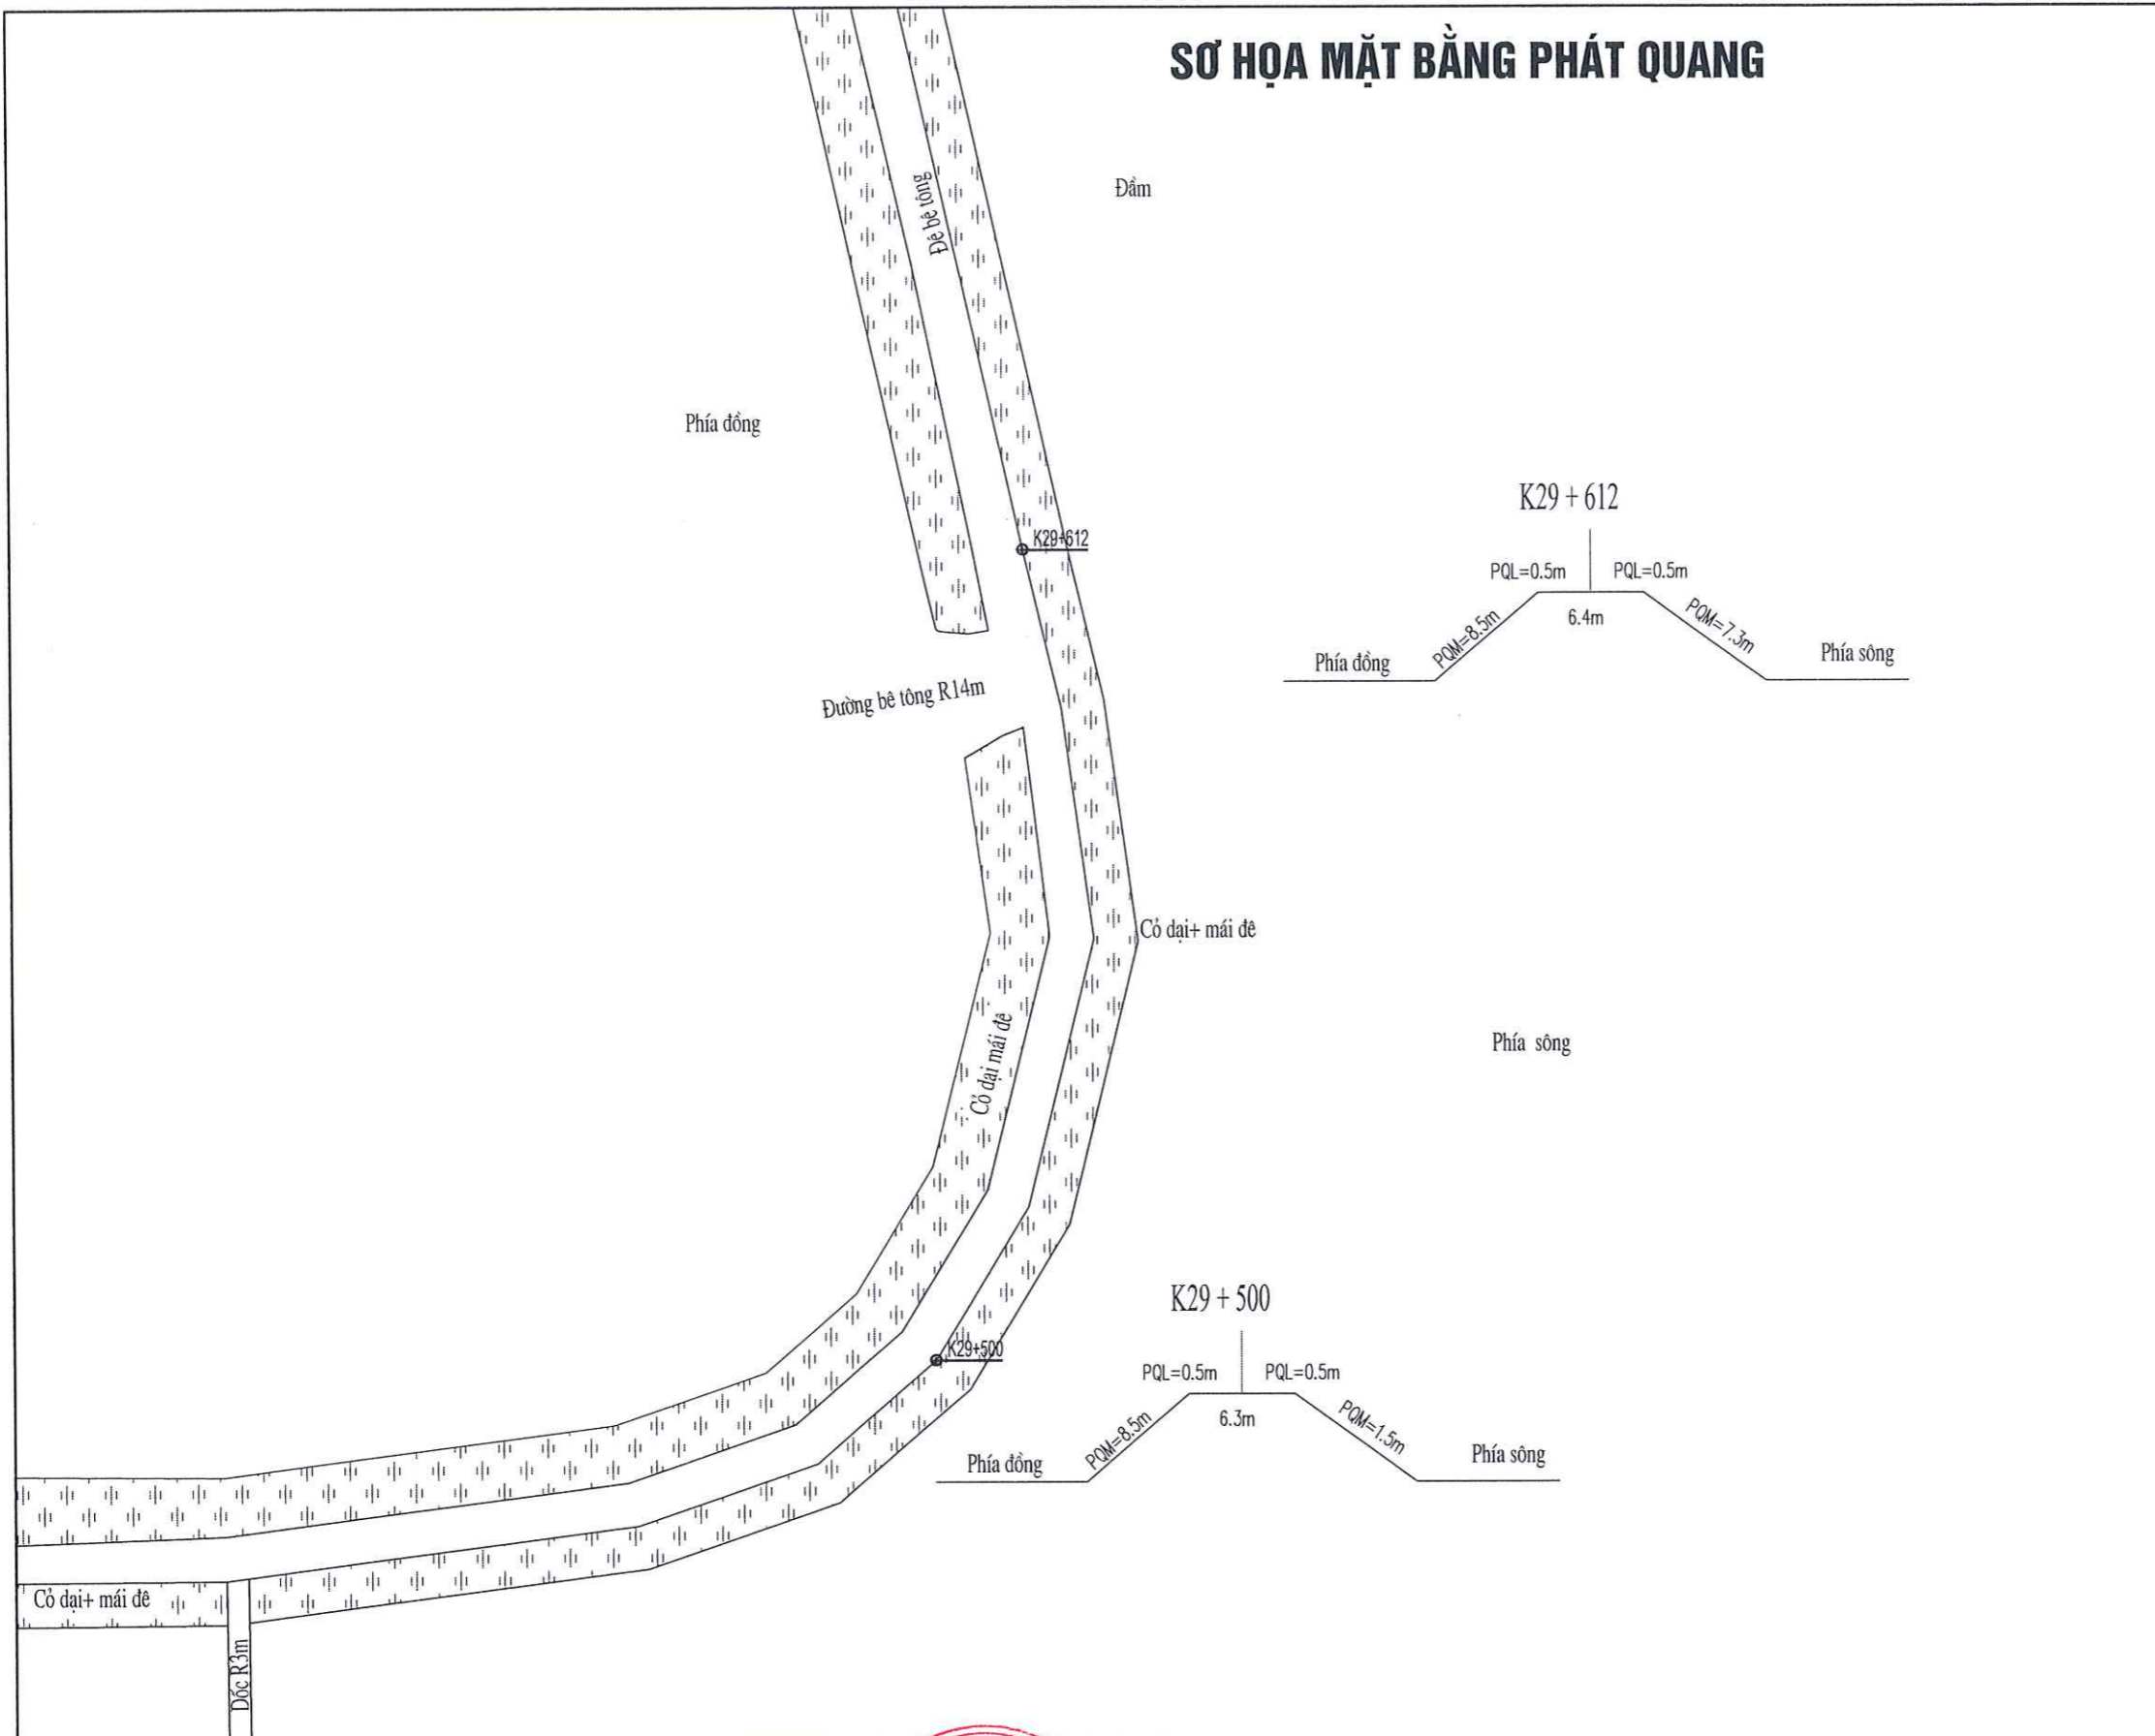 SƠ HỌA MẶT BẰNG PHÁT QUANG
Đê bê tông
Đầm
Phía đồng
K29+612
K29 + 612
PQL=0.5m
PQL=0.5m
6.4m
PQM=8.5m
PQM=7.3m
Phía đồng
Phía sông
Đường bê tông R14m
Cỏ dại+ mái đê
Cỏ dại mái đê
Phía sông
K29+500
K29 + 500
PQL=0.5m
PQL=0.5m
6.3m
PQM=8.5m
PQM=1.5m
Phía đồng
Phía sông
Cỏ dại+ mái đê
Dốc R3m